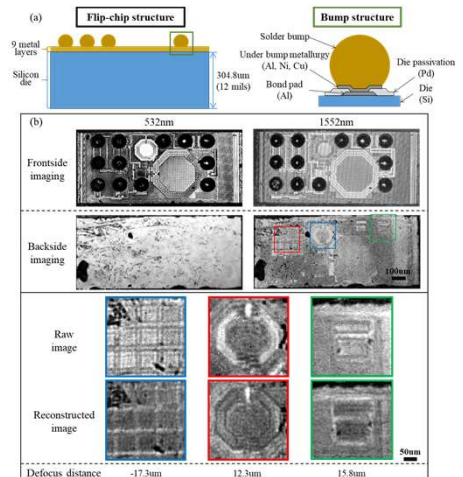 (a)
Flip-chip structure
Bump structure
9 metal
layers
Silicon
die
304.8um
(12 mils)
Solder bump
Under bump metallurgy
(Al, Ni, Cu)
Bond pad
(Al)
Die passivation
(Pd)
Die
(Si)
(b)
532nm
1552nm
Frontside
imaging
Backside
imaging
100um
Raw
image
Reconstructed
image
50um
Defocus distance
-17.3um
12.3um
15.8um